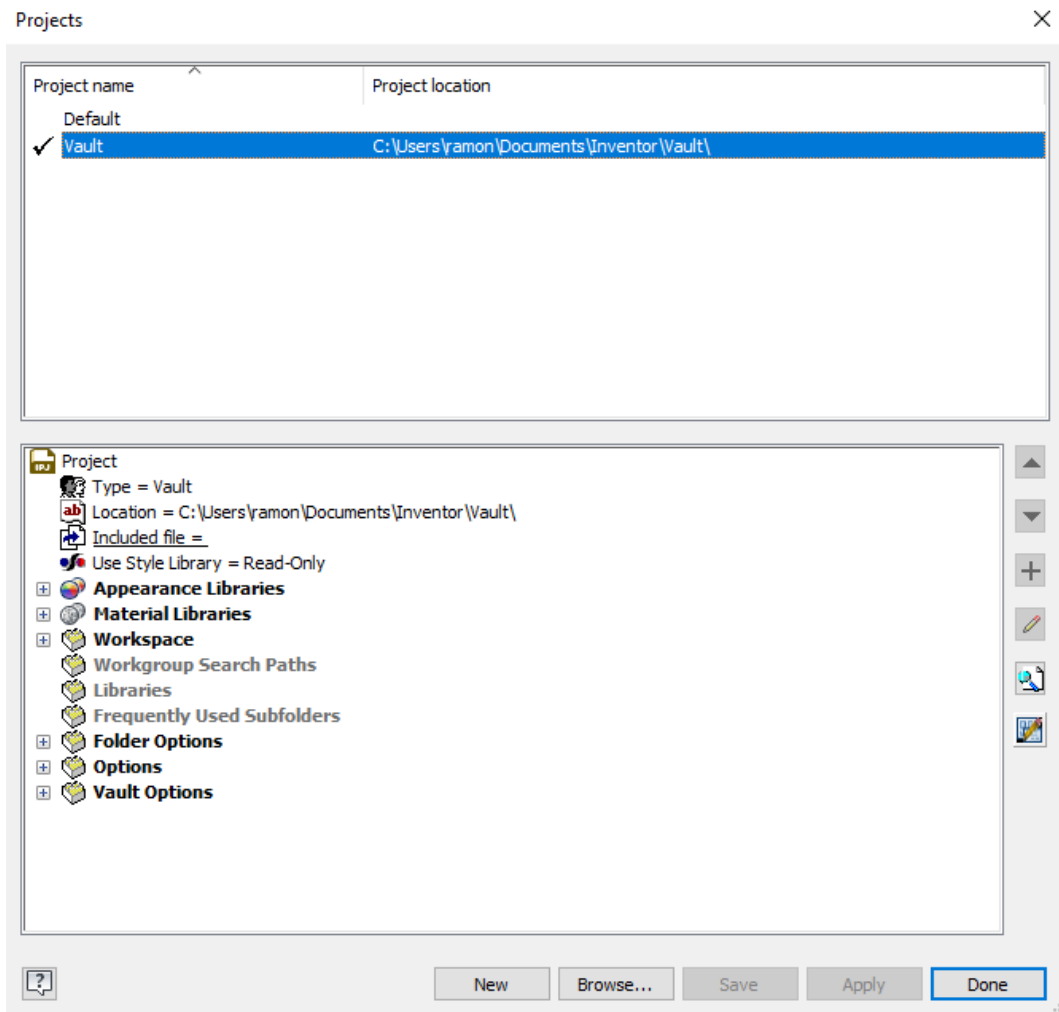 Projects
Project name Project location
Default
Vault C:\Users\ramon\Documents\Inventor\Vault\
IPJ Project
Type = Vault
ab Location = C:\Users\ramon\Documents\Inventor\Vault\
Included file =
Use Style Library = Read-Only
Appearance Libraries
Material Libraries
Workspace
Workgroup Search Paths
Libraries
Frequently Used Subfolders
Folder Options
Options
Vault Options
? New Browse... Save Apply Done